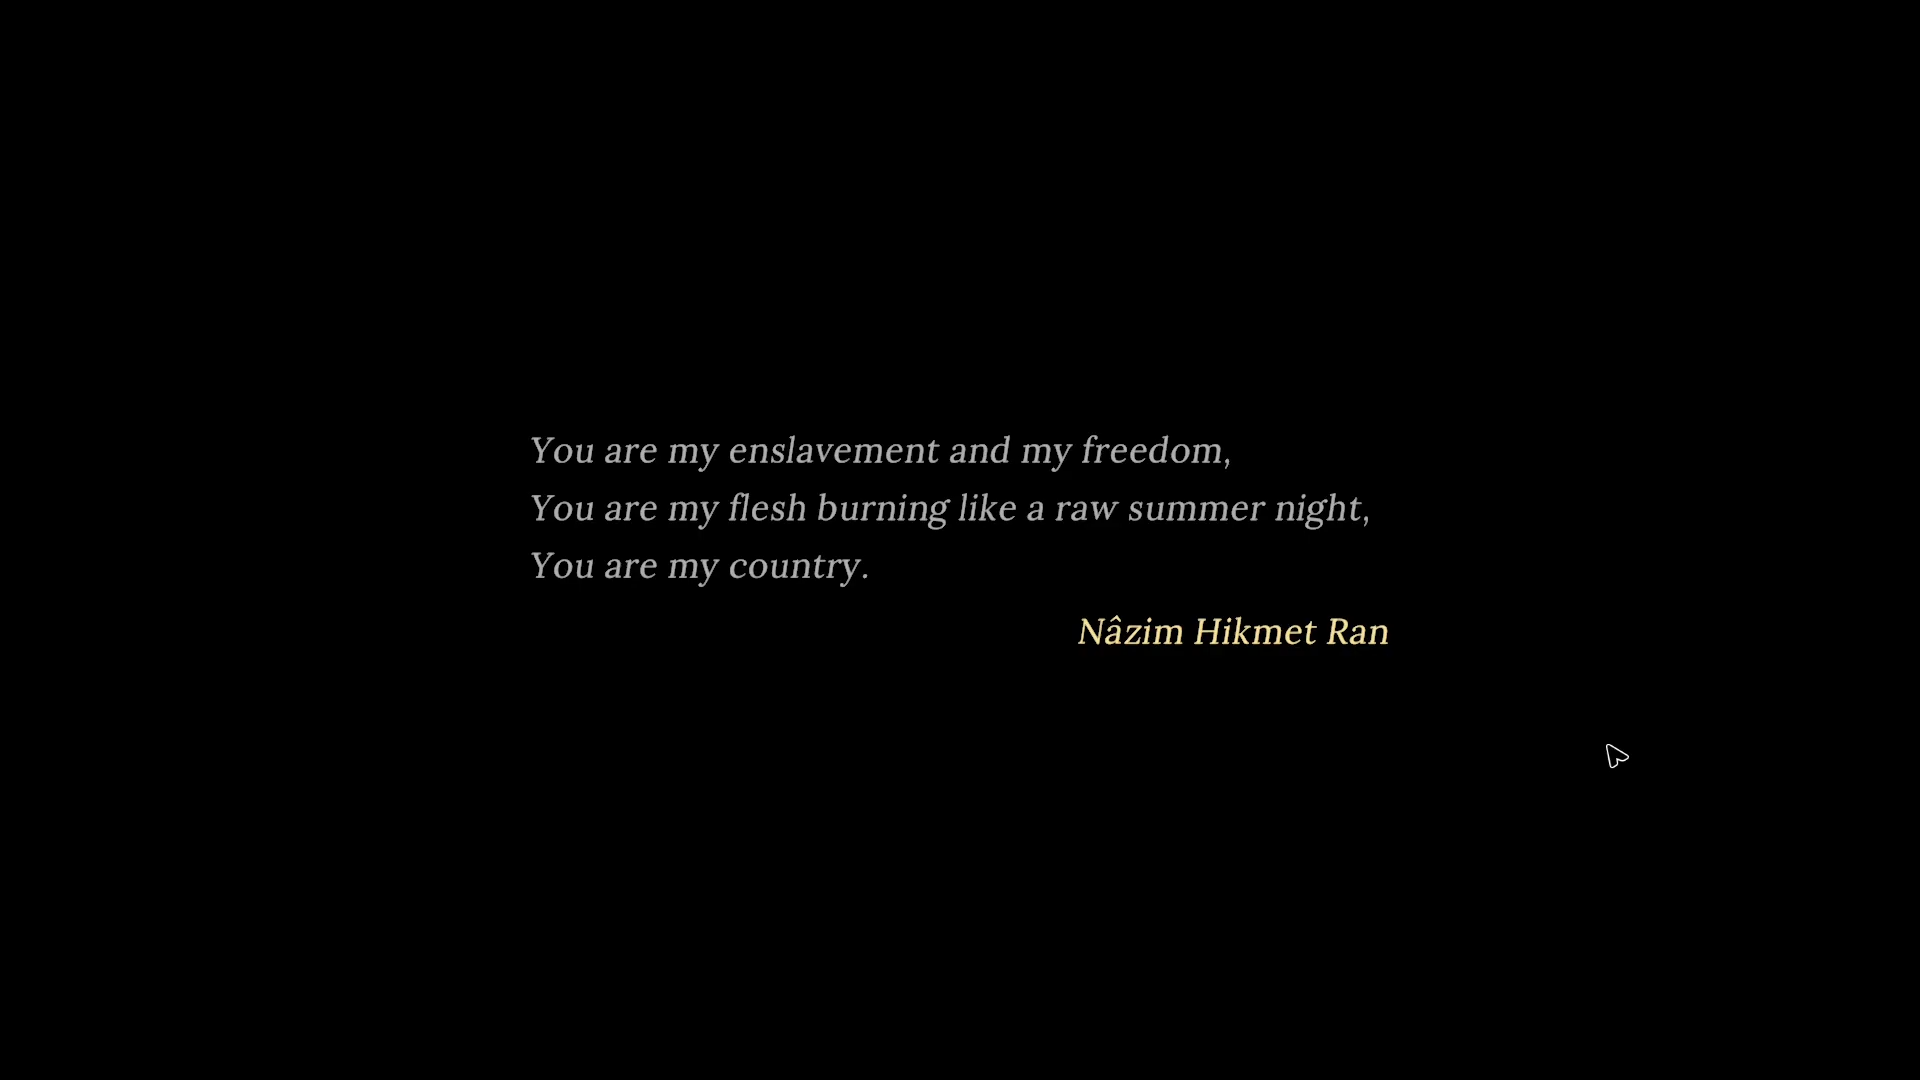 You are my enslavement and my freedom,
You are my flesh burning like a raw summer night,
You are my country.
Nâzim Hikmet Ran